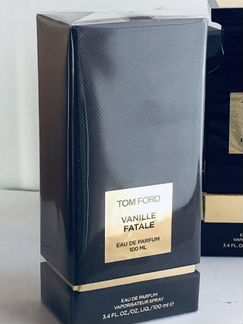 TOM FORD
VANILLE
FATALE
EAU DE PARFUM
100 ML
EAU DE PARFUM
VAPORISATEUR SPRAY
3.4 FL.OZ./OZ.LIQ./100 ml ℮